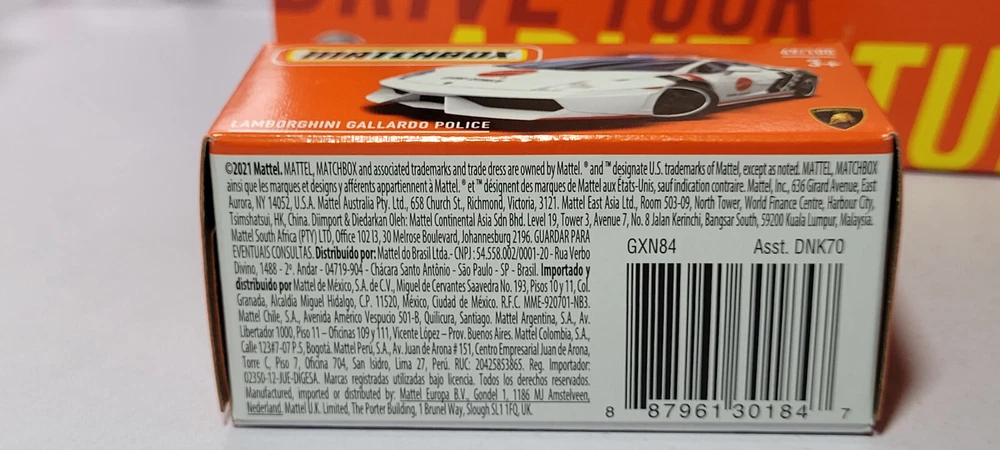 DRIVE YOUR
ADVENTU
MATCHBOX
3+
LAMBORGHINI GALLARDO POLICE
©2021 Mattel. MATTEL, MATCHBOX and associated trademarks and trade dress are owned by Mattel. ® and ™ designate U.S. trademarks of Mattel, except as noted. MATTEL, MATCHBOX
ainsi que les marques et designs y afférents appartiennent à Mattel. ® et ™ désignent des marques de Mattel aux États-Unis, sauf indication contraire. Mattel, Inc., 636 Girard Avenue, East
Aurora, NY 14052, U.S.A. Mattel Australia Pty. Ltd., 658 Church St., Richmond, Victoria, 3121. Mattel East Asia Ltd., Room 503-09, North Tower, World Finance Centre, Harbour City,
Tsimshatsui, HK, China. Diimport & Diedarkan Oleh: Mattel Continental Asia Sdn Bhd. Level 19, Tower 3, Avenue 7, No. 8 Jalan Kerinchi, Bangsar South, 59200 Kuala Lumpur, Malaysia.
Mattel South Africa (PTY) LTD, Office 102 I3, 30 Melrose Boulevard, Johannesburg 2196. GUARDAR PARA
EVENTUAIS CONSULTAS. Distribuido por: Mattel do Brasil Ltda.- CNPJ : 54.558.002/0001-20 - Rua Verbo
Divino, 1488 - 2º. Andar - 04719-904 - Chácara Santo Antônio - São Paulo - SP - Brasil. Importado y
distribuido por Mattel de México, S.A. de C.V., Miguel de Cervantes Saavedra No. 193, Pisos 10 y 11, Col.
Granada, Alcaldía Miguel Hidalgo, C.P. 11520, México, Ciudad de México. R.F.C. MME-920701-NB3.
Mattel Chile, S.A., Avenida Américo Vespucio 501-B, Quilicura, Santiago. Mattel Argentina, S.A., Av.
Libertador 1000, Piso 11 – Oficinas 109 y 111, Vicente López – Prov. Buenos Aires. Mattel Colombia, S.A.,
Calle 123#7-07 P.5, Bogotá. Mattel Perú, S.A., Av. Juan de Arona # 151, Centro Empresarial Juan de Arona,
Torre C, Piso 7, Oficina 704, San Isidro, Lima 27, Perú. RUC: 20425853865. Reg. Importador:
02350-12-JUE-DIGESA. Marcas registradas utilizadas bajo licencia. Todos los derechos reservados.
Manufactured, imported or distributed by: Mattel Europa B.V., Gondel 1, 1186 MJ Amstelveen,
Nederland. Mattel U.K. Limited, The Porter Building, 1 Brunel Way, Slough SL1 1FQ, UK.
GXN84 Asst. DNK70
8 87961 30184 7